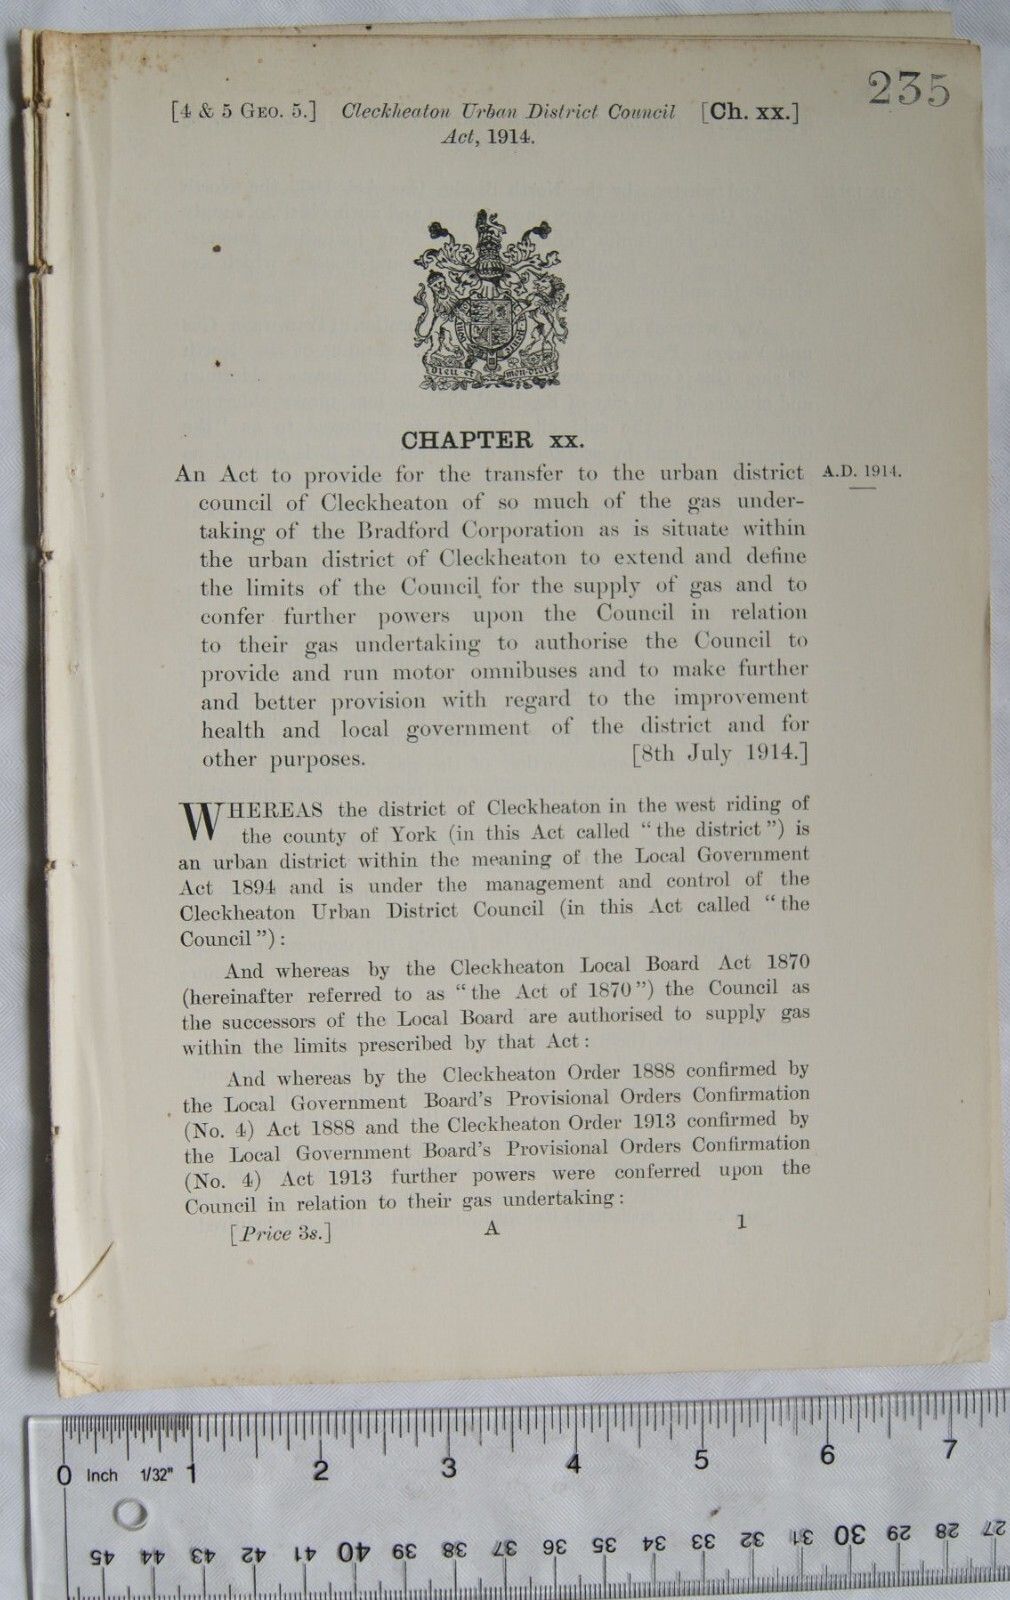 235
[4 & 5 GEO. 5.] Cleckheaton Urban District Council [Ch. xx.]
Act, 1914.
Dieu et mon droit
CHAPTER xx.
An Act to provide for the transfer to the urban district A.D. 1914.
council of Cleckheaton of so much of the gas under-
taking of the Bradford Corporation as is situate within
the urban district of Cleckheaton to extend and define
the limits of the Council for the supply of gas and to
confer further powers upon the Council in relation
to their gas undertaking to authorise the Council to
provide and run motor omnibuses and to make further
and better provision with regard to the improvement
health and local government of the district and for
other purposes. [8th July 1914.]
WHEREAS the district of Cleckheaton in the west riding of
the county of York (in this Act called “the district”) is
an urban district within the meaning of the Local Government
Act 1894 and is under the management and control of the
Cleckheaton Urban District Council (in this Act called “the
Council”):
And whereas by the Cleckheaton Local Board Act 1870
(hereinafter referred to as “the Act of 1870”) the Council as
the successors of the Local Board are authorised to supply gas
within the limits prescribed by that Act:
And whereas by the Cleckheaton Order 1888 confirmed by
the Local Government Board's Provisional Orders Confirmation
(No. 4) Act 1888 and the Cleckheaton Order 1913 confirmed by
the Local Government Board's Provisional Orders Confirmation
(No. 4) Act 1913 further powers were conferred upon the
Council in relation to their gas undertaking:
[Price 3s.] A 1
0 Inch 1/32" 1 2 3 4 5 6 7
45 44 43 42 41 40 39 38 37 36 35 34 33 32 31 30 29 28 27